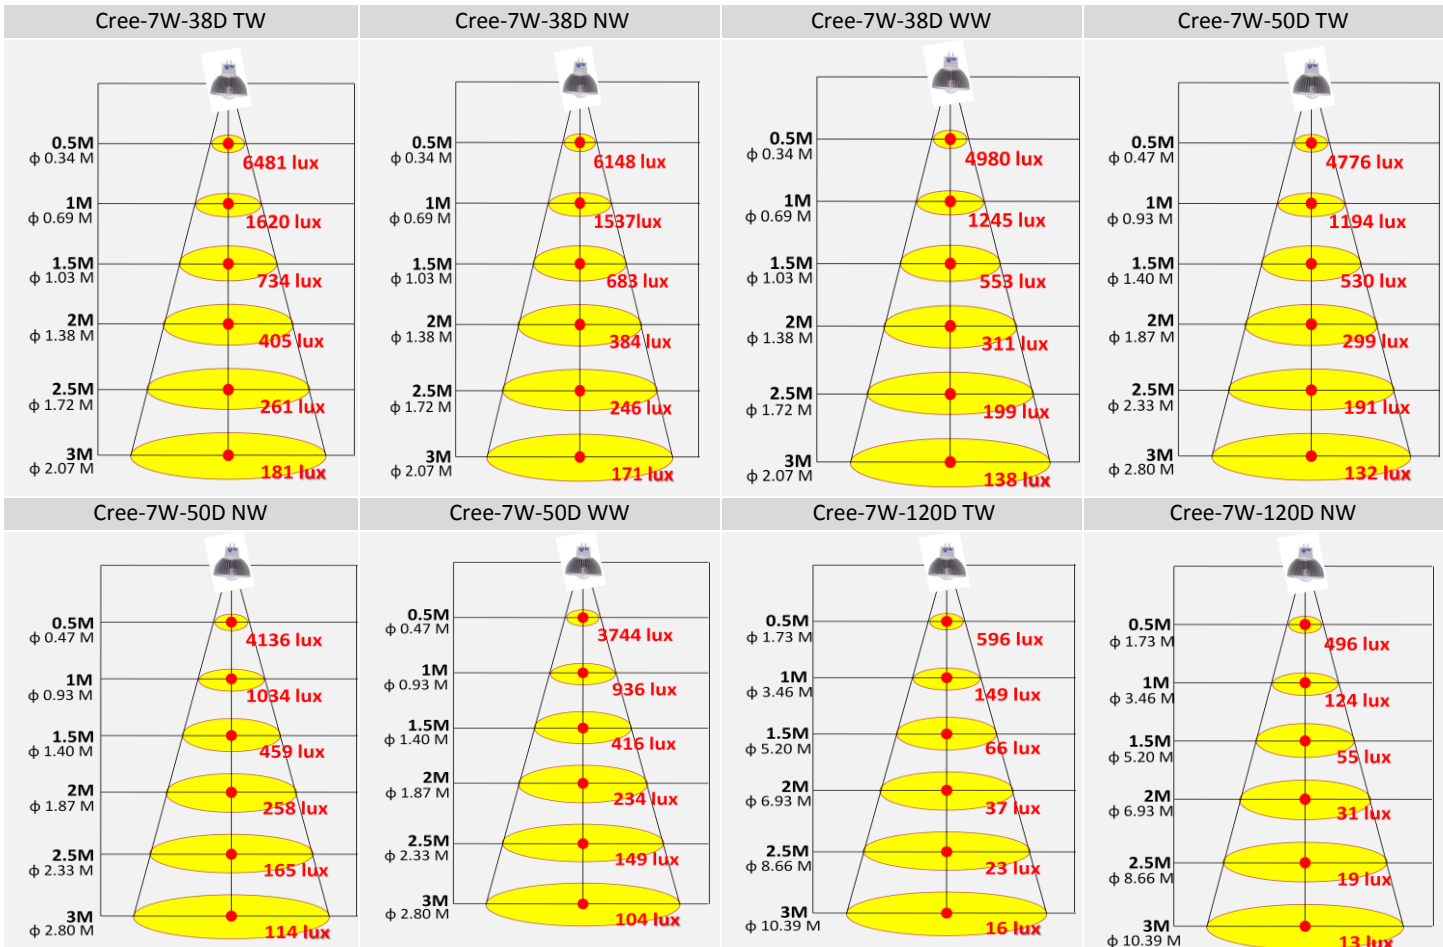 Cree-7W-38D TW
0.5M
ϕ 0.34 M
6481 lux
1M
ϕ 0.69 M
1620 lux
1.5M
ϕ 1.03 M
734 lux
2M
ϕ 1.38 M
405 lux
2.5M
ϕ 1.72 M
261 lux
3M
ϕ 2.07 M
181 lux
Cree-7W-38D NW
0.5M
ϕ 0.34 M
6148 lux
1M
ϕ 0.69 M
1537lux
1.5M
ϕ 1.03 M
683 lux
2M
ϕ 1.38 M
384 lux
2.5M
ϕ 1.72 M
246 lux
3M
ϕ 2.07 M
171 lux
Cree-7W-38D WW
0.5M
ϕ 0.34 M
4980 lux
1M
ϕ 0.69 M
1245 lux
1.5M
ϕ 1.03 M
553 lux
2M
ϕ 1.38 M
311 lux
2.5M
ϕ 1.72 M
199 lux
3M
ϕ 2.07 M
138 lux
Cree-7W-50D TW
0.5M
ϕ 0.47 M
4776 lux
1M
ϕ 0.93 M
1194 lux
1.5M
ϕ 1.40 M
530 lux
2M
ϕ 1.87 M
299 lux
2.5M
ϕ 2.33 M
191 lux
3M
ϕ 2.80 M
132 lux
Cree-7W-50D NW
0.5M
ϕ 0.47 M
4136 lux
1M
ϕ 0.93 M
1034 lux
1.5M
ϕ 1.40 M
459 lux
2M
ϕ 1.87 M
258 lux
2.5M
ϕ 2.33 M
165 lux
3M
ϕ 2.80 M
114 lux
Cree-7W-50D WW
0.5M
ϕ 0.47 M
3744 lux
1M
ϕ 0.93 M
936 lux
1.5M
ϕ 1.40 M
416 lux
2M
ϕ 1.87 M
234 lux
2.5M
ϕ 2.33 M
149 lux
3M
ϕ 2.80 M
104 lux
Cree-7W-120D TW
0.5M
ϕ 1.73 M
596 lux
1M
ϕ 3.46 M
149 lux
1.5M
ϕ 5.20 M
66 lux
2M
ϕ 6.93 M
37 lux
2.5M
ϕ 8.66 M
23 lux
3M
ϕ 10.39 M
16 lux
Cree-7W-120D NW
0.5M
ϕ 1.73 M
496 lux
1M
ϕ 3.46 M
124 lux
1.5M
ϕ 5.20 M
55 lux
2M
ϕ 6.93 M
31 lux
2.5M
ϕ 8.66 M
19 lux
3M
ϕ 10.39 M
13 lux